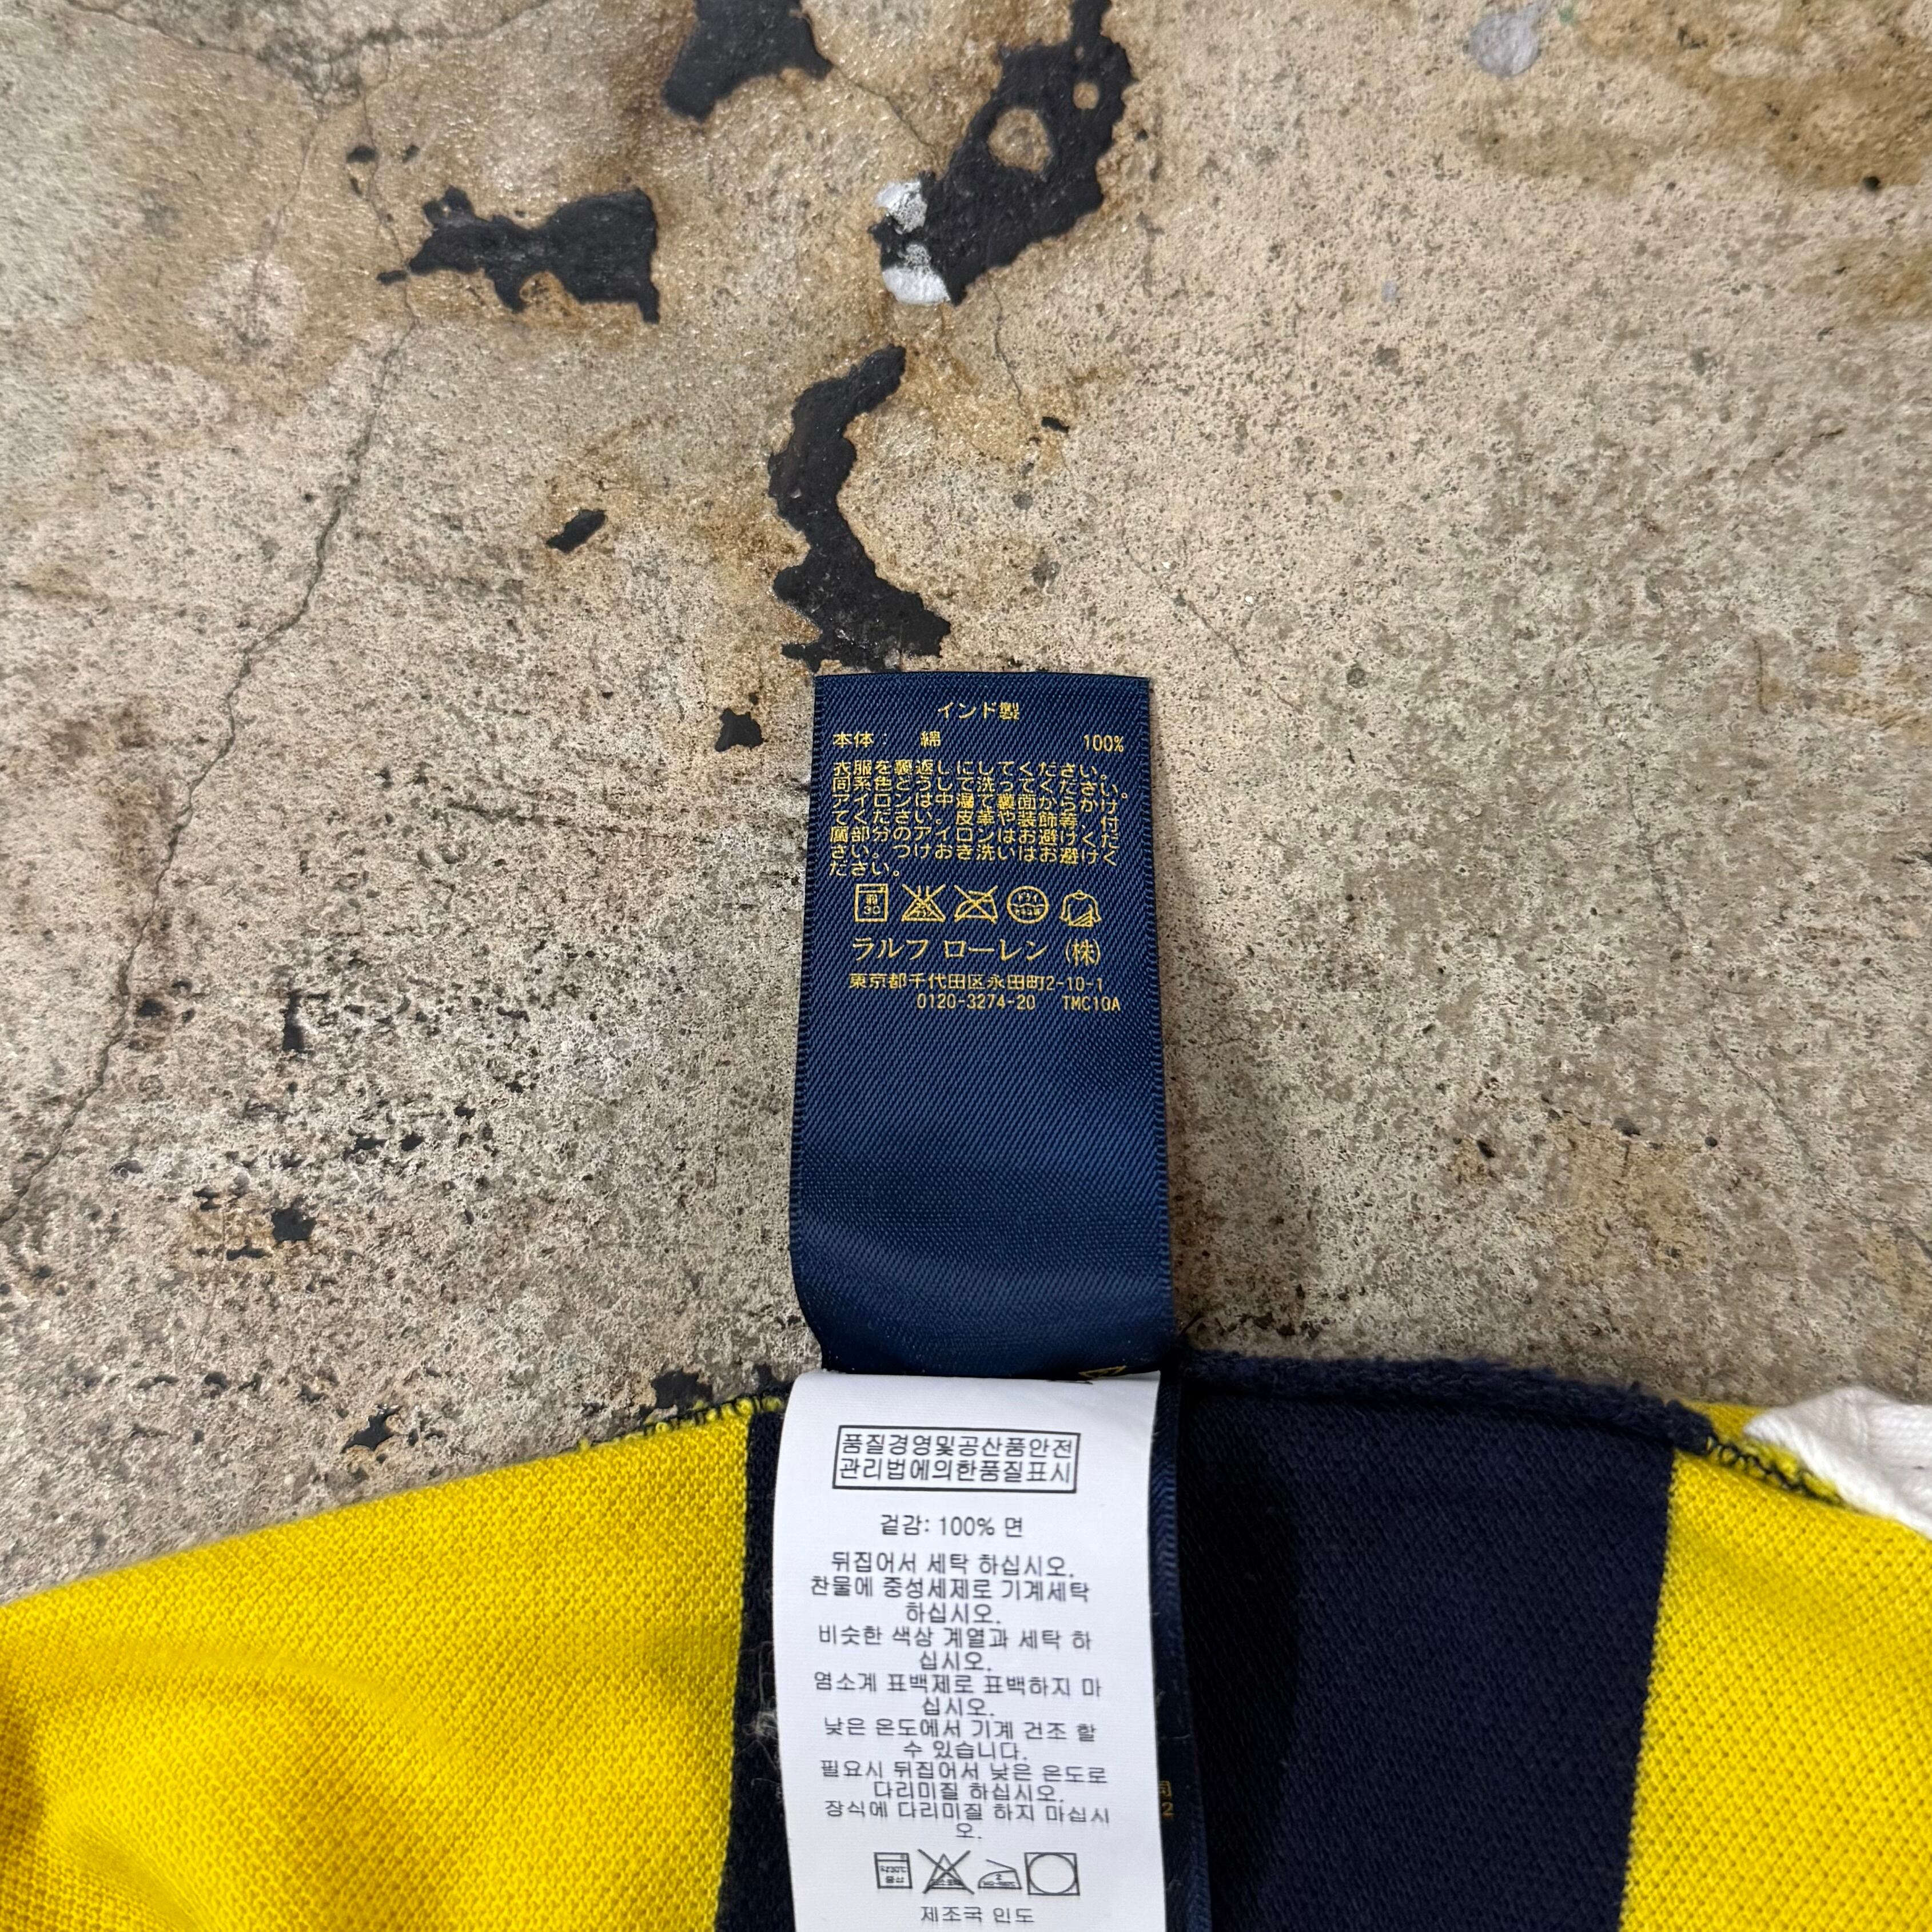 インド製
本体: 綿 100%
衣服を裏返しにしてください。
同系色どうしで洗ってください。
アイロンは中温で裏面からかけ
てください。皮革や装飾等、付
属部分のアイロンはお避けくだ
さい。つけおき洗いはお避けく
ださい。
30
ラルフ ローレン (株)
東京都千代田区永田町2-10-1
0120-3274-20 TMC10A
품질경영및공산품안전
관리법에의한품질표시
겉감: 100% 면
뒤집어서 세탁 하십시오.
찬물에 중성세제로 기계세탁
하십시오.
비슷한 색상 계열과 세탁 하
십시오.
염소계 표백제로 표백하지 마
십시오.
낮은 온도에서 기계 건조 할
수 있습니다.
필요시 뒤집어서 낮은 온도로
다리미질 하십시오.
장식에 다리미질 하지 마십시
오.
제조국 인도